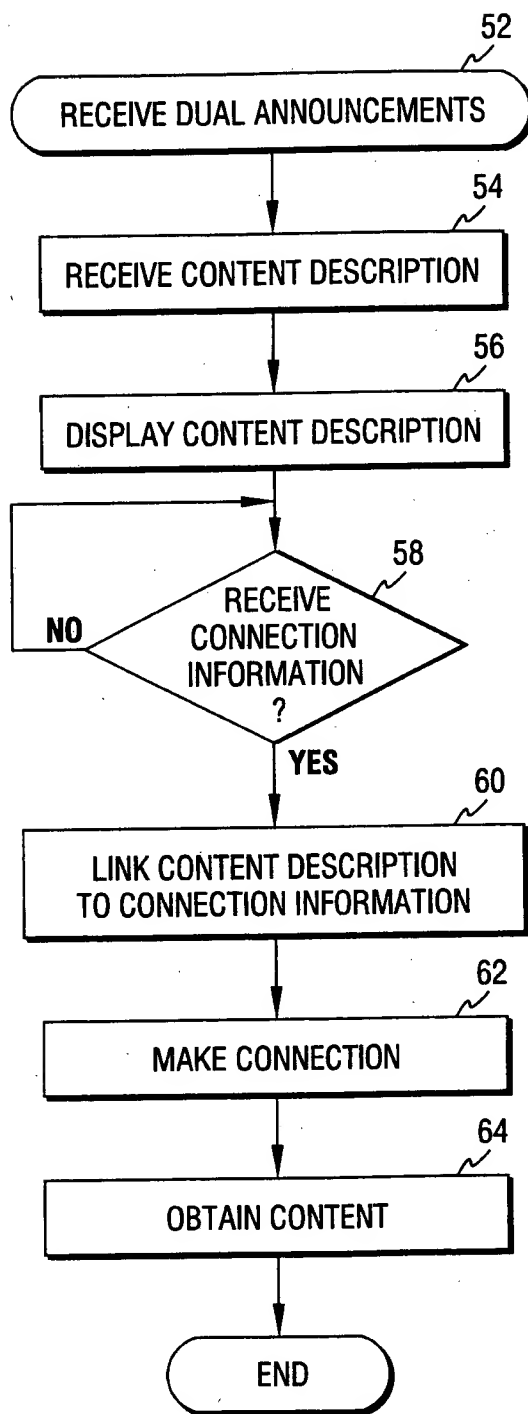 52
RECEIVE DUAL ANNOUNCEMENTS
54
RECEIVE CONTENT DESCRIPTION
56
DISPLAY CONTENT DESCRIPTION
58
RECEIVE
CONNECTION
INFORMATION
?
NO
YES
60
LINK CONTENT DESCRIPTION
TO CONNECTION INFORMATION
62
MAKE CONNECTION
64
OBTAIN CONTENT
END